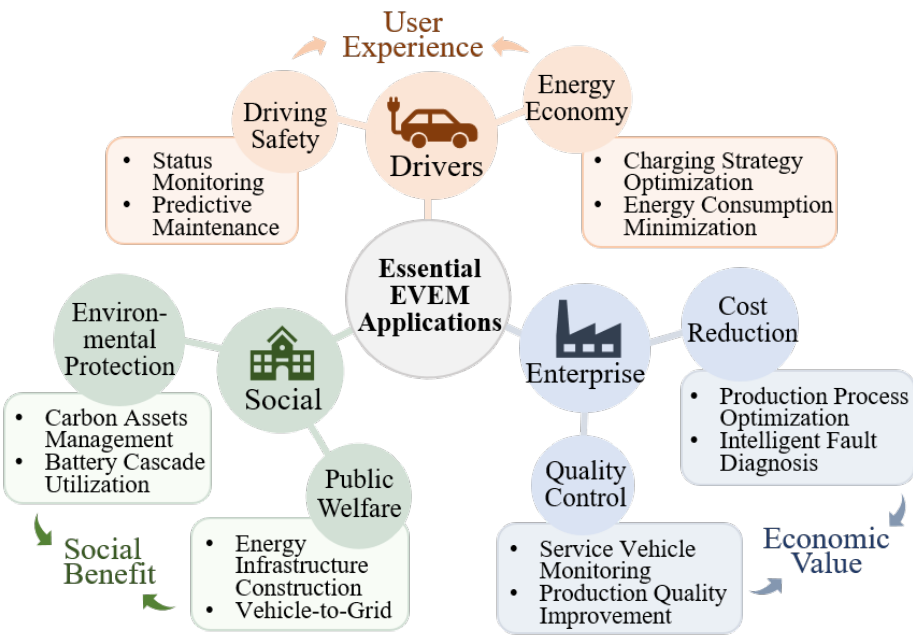 User
Experience
Driving
Safety
Drivers
Energy
Economy
• Status
Monitoring
• Predictive
Maintenance
• Charging Strategy
Optimization
• Energy Consumption
Minimization
Essential
EVEM
Applications
Environ-
mental
Protection
Social
• Carbon Assets
Management
• Battery Cascade
Utilization
Public
Welfare
• Energy
Infrastructure
Construction
• Vehicle-to-Grid
Social
Benefit
Enterprise
Cost
Reduction
• Production Process
Optimization
• Intelligent Fault
Diagnosis
Quality
Control
• Service Vehicle
Monitoring
• Production Quality
Improvement
Economic
Value